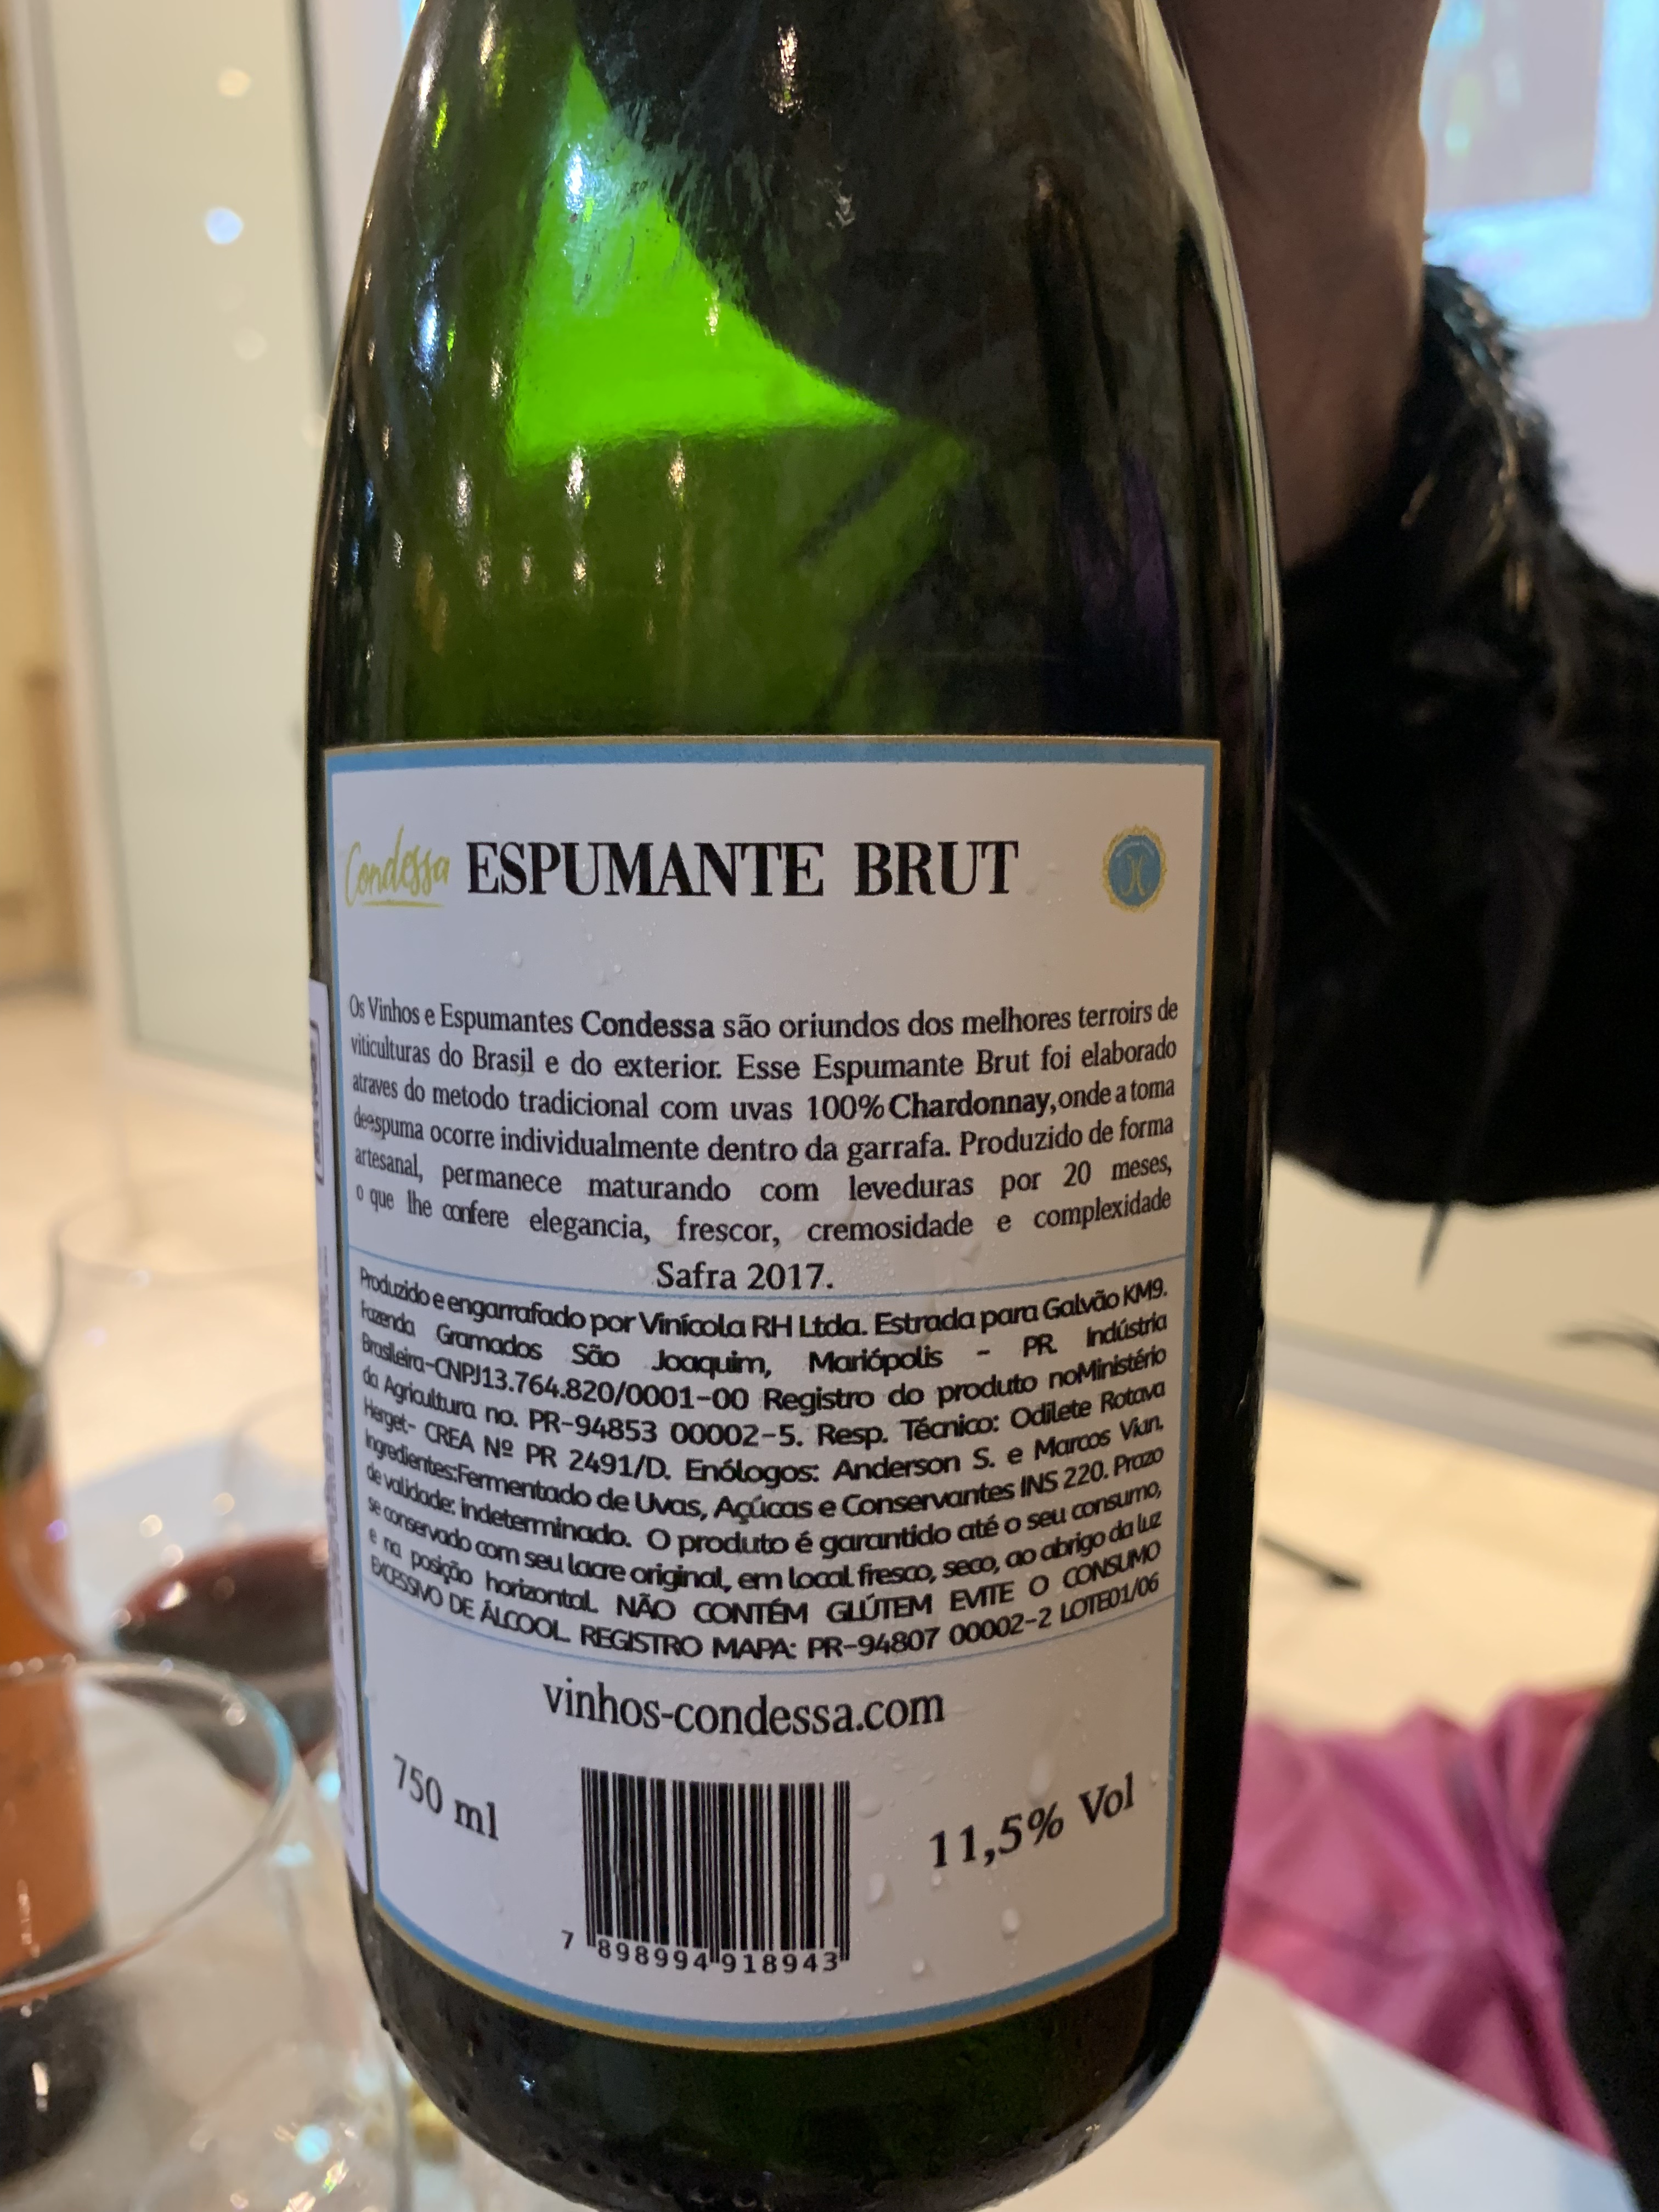 Condessa ESPUMANTE BRUT
Os Vinhos e Espumantes Condessa são oriundos dos melhores terroirs de
viticulturas do Brasil e do exterior. Esse Espumante Brut foi elaborado
atraves do metodo tradicional com uvas 100% Chardonnay,onde a toma
deespuma ocorre individualmente dentro da garrafa. Produzido de forma
artesanal, permanece maturando com leveduras por 20 meses,
o que lhe confere elegancia, frescor, cremosidade e complexidade
Safra 2017.
Produzido e engarrafado por Vinícola RH Ltda. Estrada para Galvão KM9.
Fazenda Gramados São Joaquim, Mariópolis - PR. Indústria
Brasileira-CNPJ13.764.820/0001-00 Registro do produto noMinistério
da Agricultura no. PR-94853 00002-5. Resp. Técnico: Odilete Rotava
Herget- CREA Nº PR 2491/D. Enólogos: Anderson S. e Marcos Vian.
Ingredientes:Fermentado de Uvas, Açúcas e Conservantes INS 220. Prazo
de validade: indeterminado. O produto é garantido até o seu consumo,
se conservado com seu lacre original, em local fresco, seco, ao abrigo da luz
e na posição horizontal. NÃO CONTÉM GLÚTEM EVITE O CONSUMO
EXCESSIVO DE ÁLCOOL. REGISTRO MAPA: PR-94807 00002-2 LOTE01/06
vinhos-condessa.com
750 ml
11,5% Vol
7 898994 918943